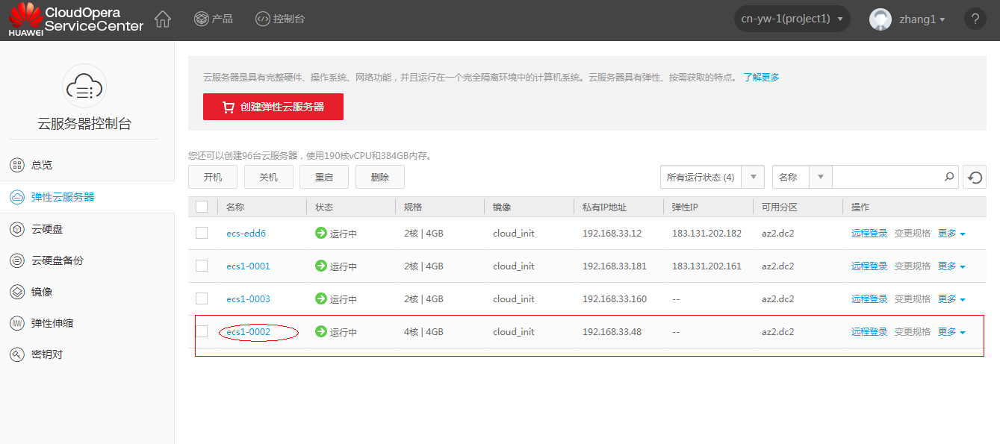 HUAWEI CloudOpera ServiceCenter 产品 控制台 cn-yw-1(project1) zhang1 ?
云服务器控制台
总览
弹性云服务器
云硬盘
云硬盘备份
镜像
弹性伸缩
密钥对
云服务器是具有完整硬件、操作系统、网络功能，并且运行在一个完全隔离环境中的计算机系统。云服务器具有弹性、按需获取的特点。 了解更多
创建弹性云服务器
您还可以创建96台云服务器，使用190核vCPU和384GB内存。
开机 关机 重启 删除 所有运行状态 (4) 名称
名称 状态 规格 镜像 私有IP地址 弹性IP 可用分区 操作
ecs-edd6 运行中 2核 | 4GB cloud_init 192.168.33.12 183.131.202.182 az2.dc2 远程登录 变更规格 更多
ecs1-0001 运行中 2核 | 4GB cloud_init 192.168.33.181 183.131.202.161 az2.dc2 远程登录 变更规格 更多
ecs1-0003 运行中 2核 | 4GB cloud_init 192.168.33.160 -- az2.dc2 远程登录 变更规格 更多
ecs1-0002 运行中 4核 | 4GB cloud_init 192.168.33.48 -- az2.dc2 远程登录 变更规格 更多